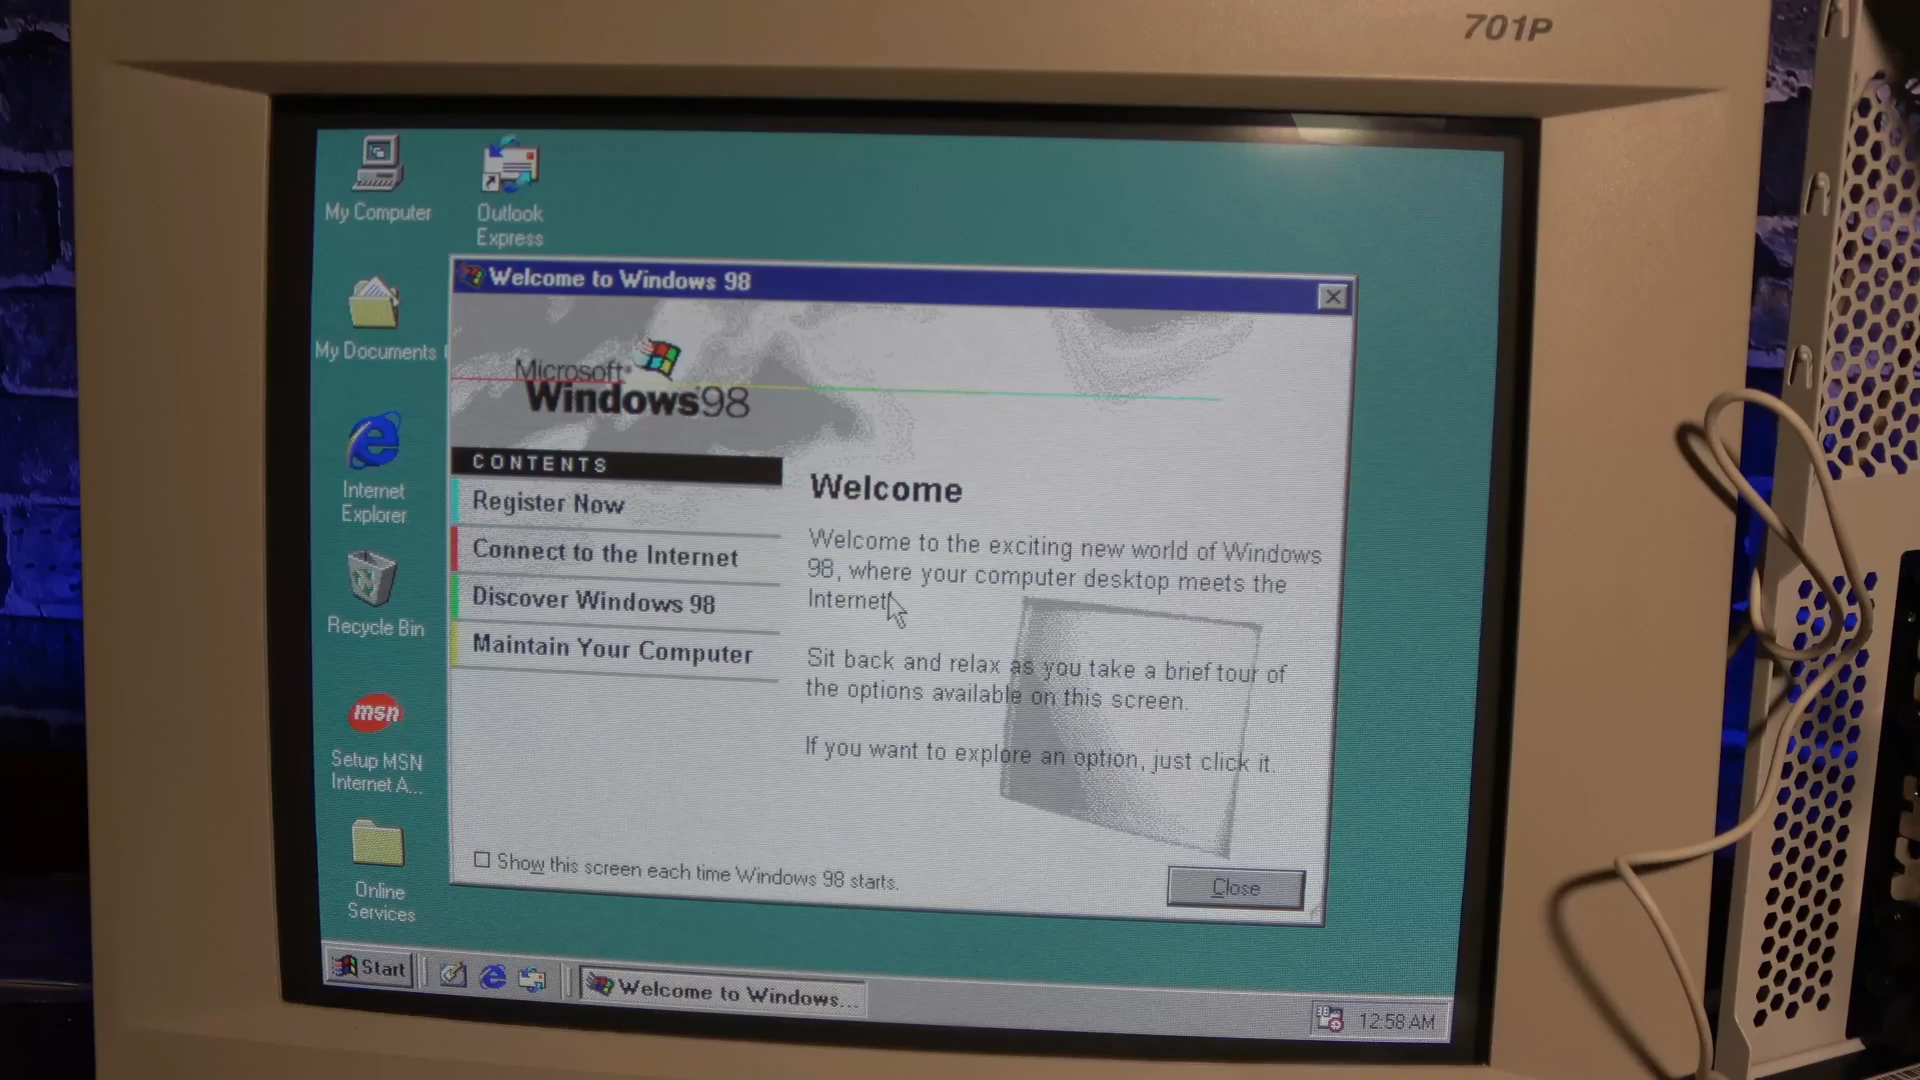 701P
My Computer
Outlook
Express
My Documents
Internet
Explorer
Recycle Bin
msn
Setup MSN
Internet A...
Online
Services
Welcome to Windows 98
Microsoft
Windows 98
CONTENTS
Register Now
Connect to the Internet
Discover Windows 98
Maintain Your Computer
Welcome
Welcome to the exciting new world of Windows
98, where your computer desktop meets the
Internet
Sit back and relax as you take a brief tour of
the options available on this screen.
If you want to explore an option, just click it.
Show this screen each time Windows 98 starts.
Close
Start
Welcome to Windows...
12:58 AM